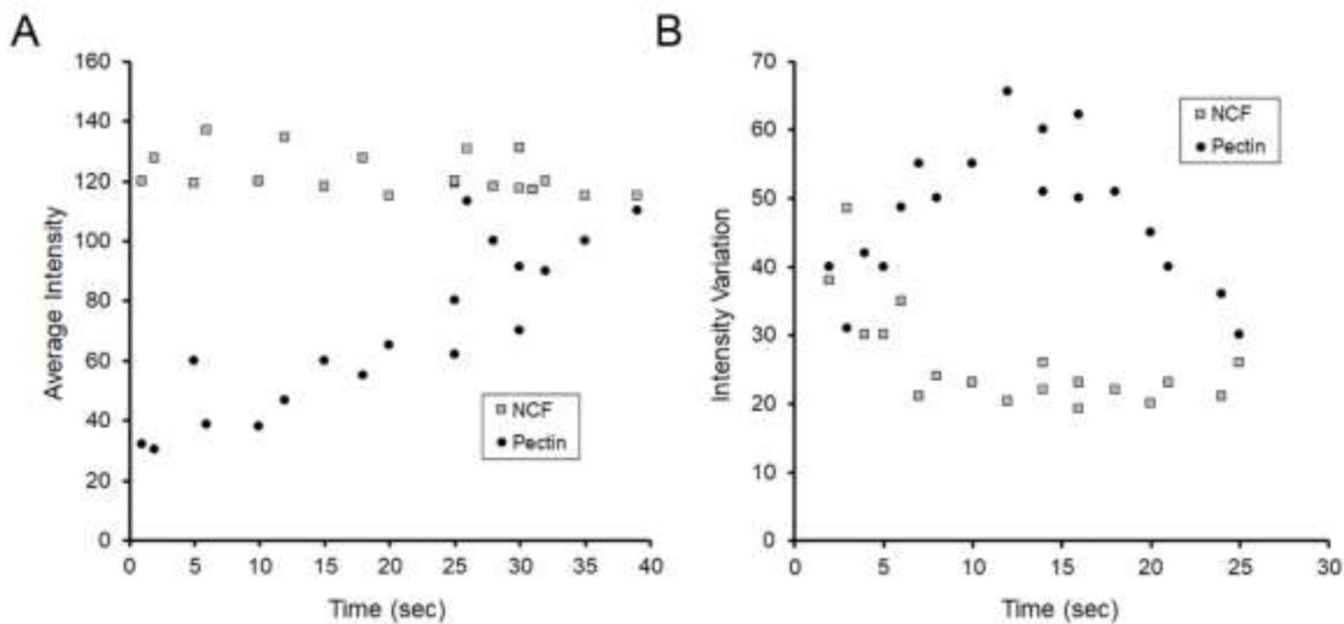 A
160
140
120
100
80
60
40
20
0
Average Intensity
NCF
Pectin
0 5 10 15 20 25 30 35 40
Time (sec)
B
70
60
50
40
30
20
10
0
Intensity Variation
NCF
Pectin
0 5 10 15 20 25 30
Time (sec)